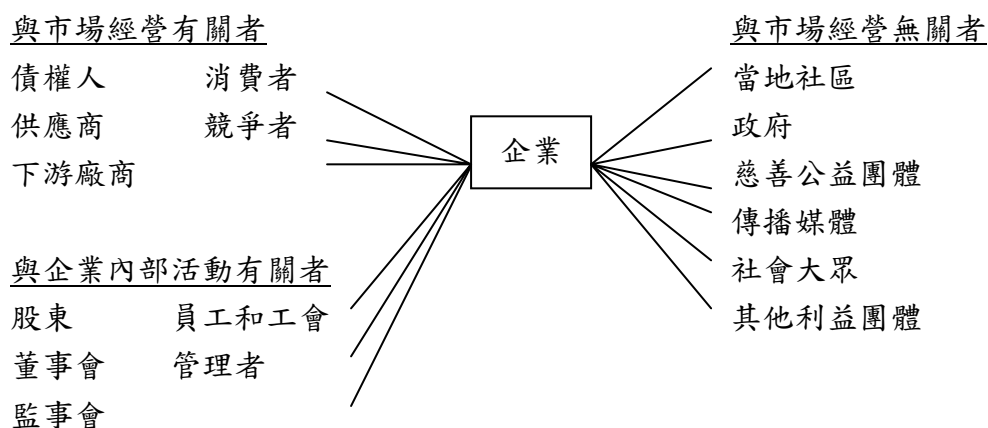 與市場經營有關者
債權人 消費者
供應商 競爭者
下游廠商
與企業內部活動有關者
股東 員工和工會
董事會 管理者
監事會
企業
與市場經營無關者
當地社區
政府
慈善公益團體
傳播媒體
社會大眾
其他利益團體